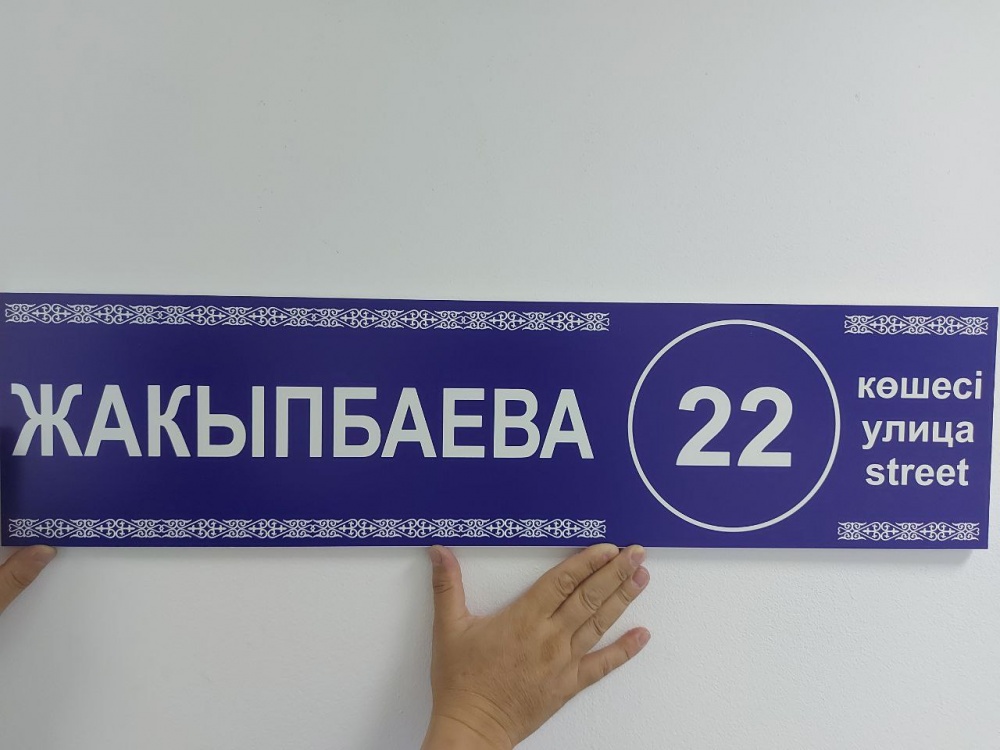 ЖАКЫПБАЕВА
22
көшесі
улица
street